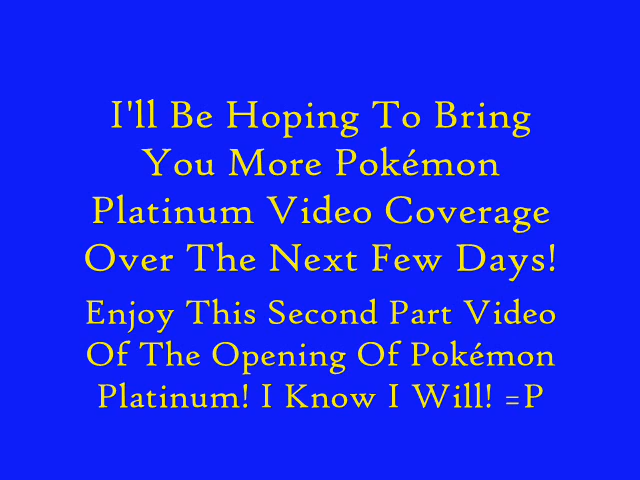 I'll Be Hoping To Bring
You More Pokémon
Platinum Video Coverage
Over The Next Few Days!
Enjoy This Second Part Video
Of The Opening Of Pokémon
Platinum! I Know I Will! =P